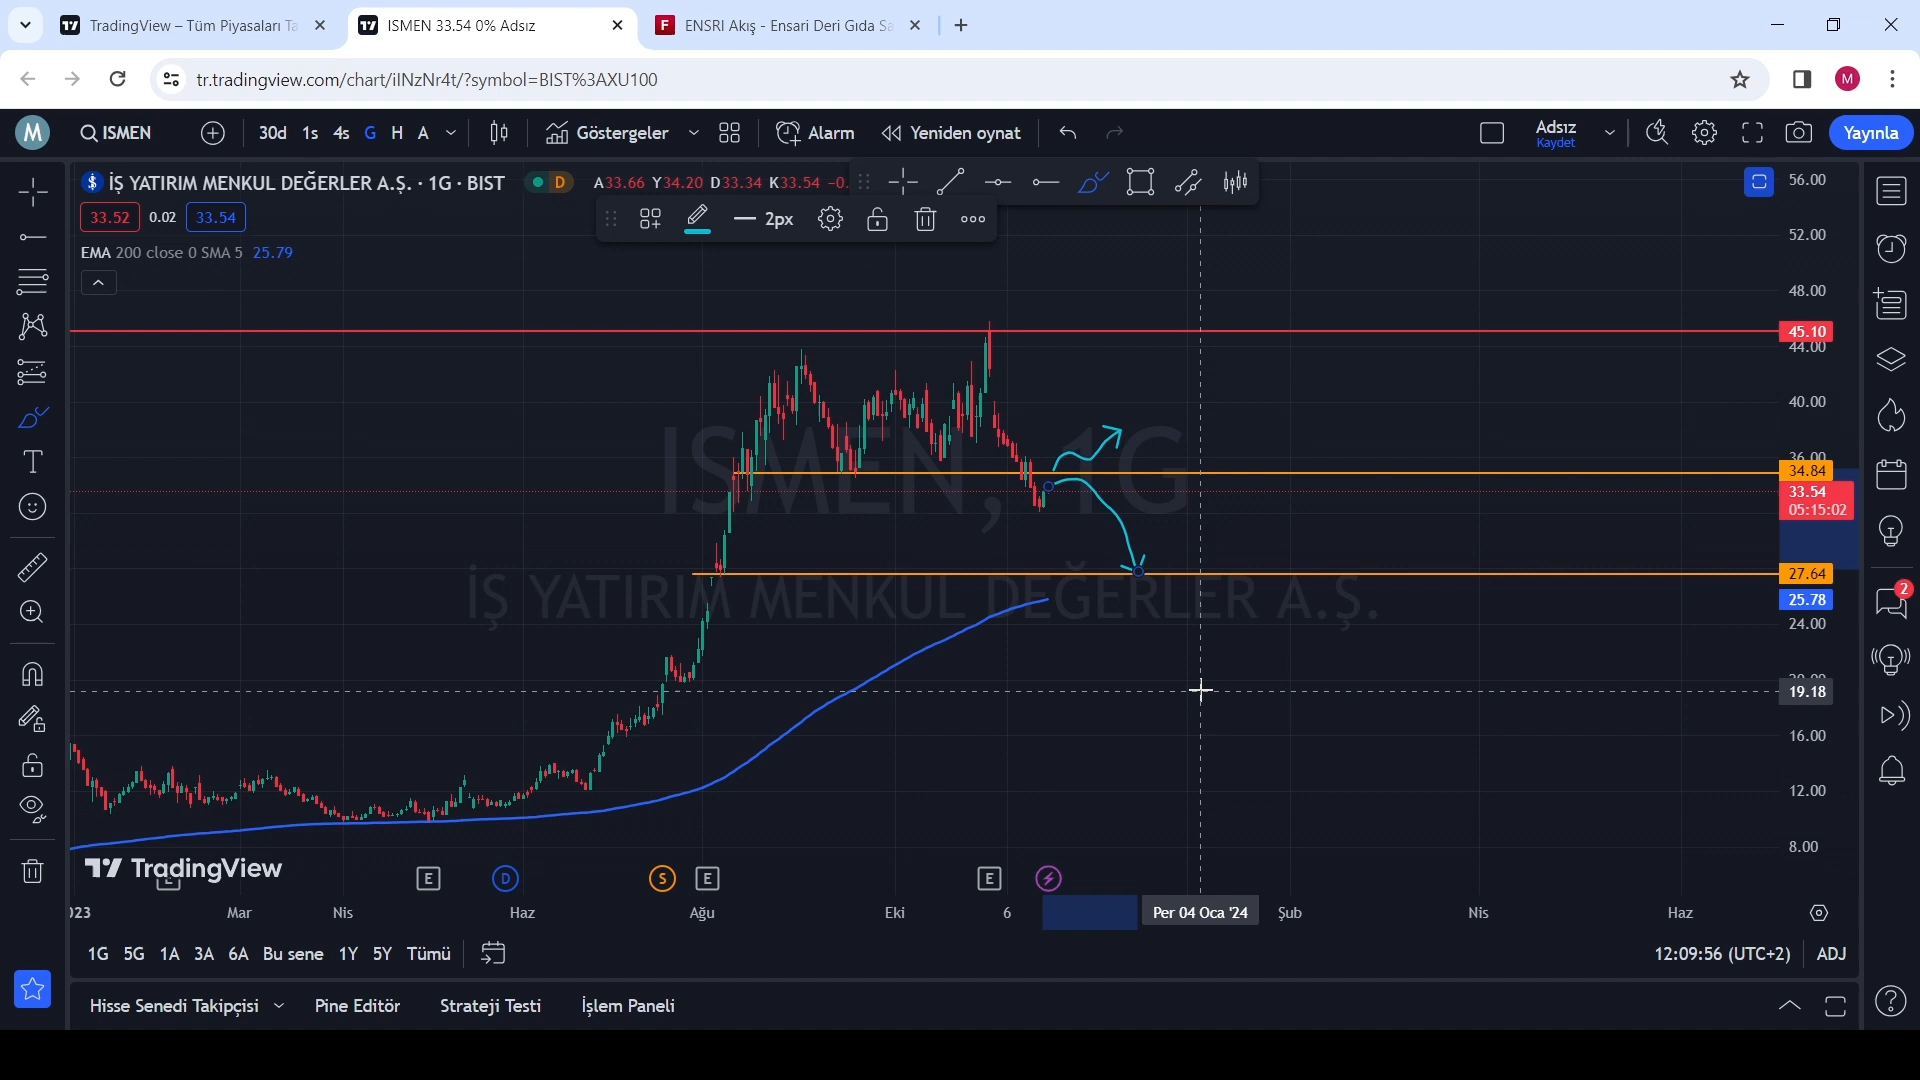 TradingView – Tüm Piyasaları Ta
ISMEN 33.54 0% Adsız
F ENSRI Akış - Ensari Deri Gıda Sa
tr.tradingview.com/chart/iINzNr4t/?symbol=BIST%3AXU100
M
M ISMEN 30d 1s 4s G H A Göstergeler Alarm Yeniden oynat Adsız Kaydet Yayınla
İŞ YATIRIM MENKUL DEĞERLER A.Ş. · 1G · BIST D A33.66 Y34.20 D33.34 K33.54 −0.
33.52 0.02 33.54
2px
EMA 200 close 0 SMA 5 25.79
ISMEN, 1G
İŞ YATIRIM MENKUL DEĞERLER A.Ş.
56.00
52.00
48.00
45.10
44.00
40.00
36.00
34.84
33.54
05:15:02
27.64
25.78
24.00
19.18
16.00
12.00
8.00
2
TradingView
E E D S E E
023 Mar Nis Haz Ağu Eki 6 Per 04 Oca '24 Şub Nis Haz
1G 5G 1A 3A 6A Bu sene 1Y 5Y Tümü 12:09:56 (UTC+2) ADJ
Hisse Senedi Takipçisi Pine Editör Strateji Testi İşlem Paneli